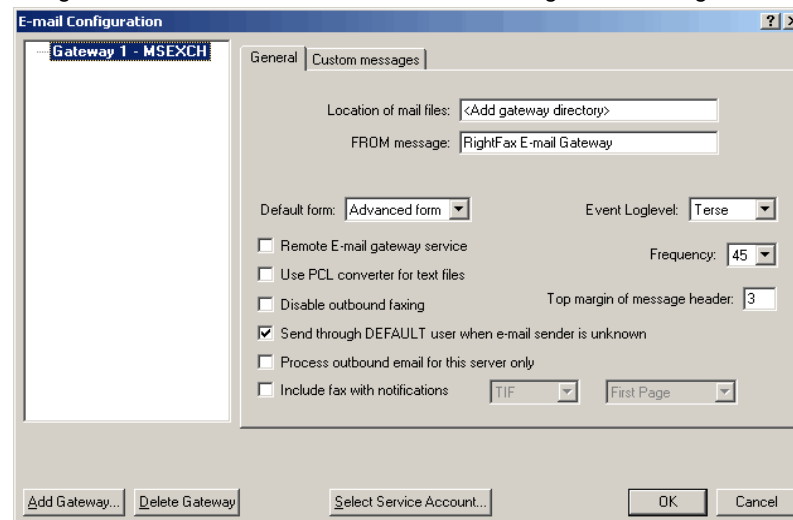 E-mail Configuration
Gateway 1 - MSEXCH
General Custom messages
Location of mail files: <Add gateway directory>
FROM message: RightFax E-mail Gateway
Default form: Advanced form Event Loglevel: Terse
Remote E-mail gateway service
Frequency: 45
Use PCL converter for text files
Disable outbound faxing
Top margin of message header: 3
Send through DEFAULT user when e-mail sender is unknown
Process outbound email for this server only
Include fax with notifications TIF First Page
Add Gateway... Delete Gateway Select Service Account... OK Cancel